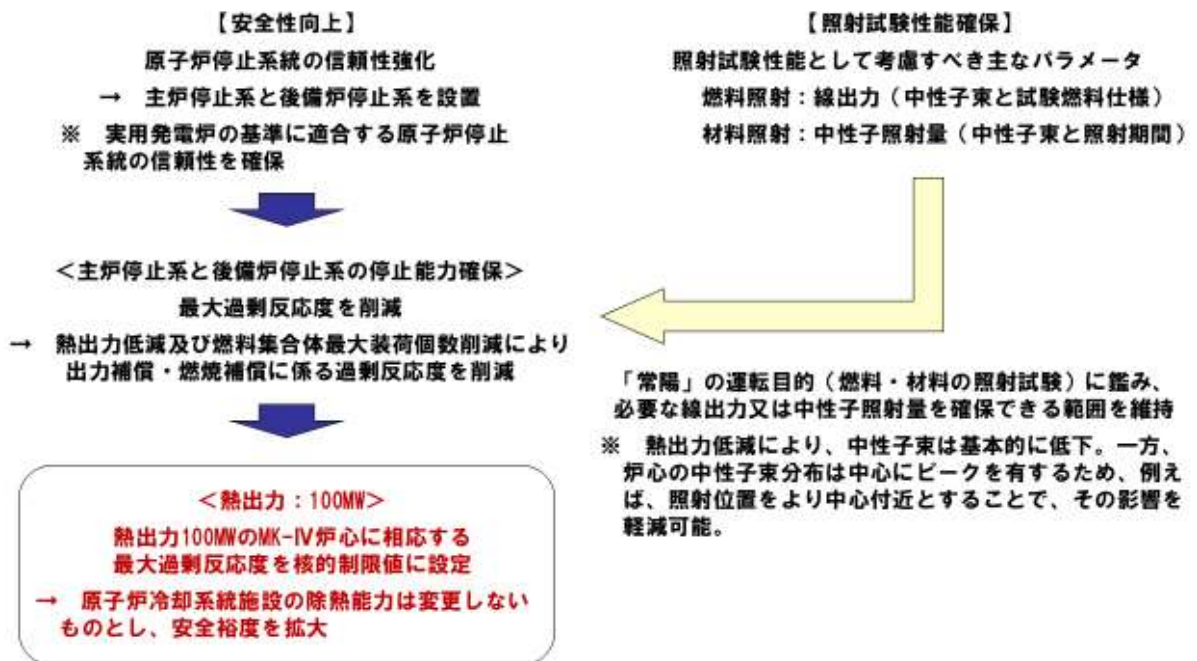 【安全性向上】
原子炉停止系統の信頼性強化
→ 主炉停止系と後備炉停止系を設置
※ 実用発電炉の基準に適合する原子炉停止
系統の信頼性を確保
＜主炉停止系と後備炉停止系の停止能力確保＞
最大過剰反応度を削減
→ 熱出力低減及び燃料集合体最大装荷個数削減により
出力補償・燃焼補償に係る過剰反応度を削減
＜熱出力：100MW＞
熱出力100MWのMK-Ⅳ炉心に相応する
最大過剰反応度を核的制限値に設定
→ 原子炉冷却系統施設の除熱能力は変更しない
ものとし、安全裕度を拡大
【照射試験性能確保】
照射試験性能として考慮すべき主なパラメータ
燃料照射：線出力（中性子束と試験燃料仕様）
材料照射：中性子照射量（中性子束と照射期間）
「常陽」の運転目的（燃料・材料の照射試験）に鑑み、
必要な線出力又は中性子照射量を確保できる範囲を維持
※ 熱出力低減により、中性子束は基本的に低下。一方、
炉心の中性子束分布は中心にピークを有するため、例え
ば、照射位置をより中心付近とすることで、その影響を
軽減可能。